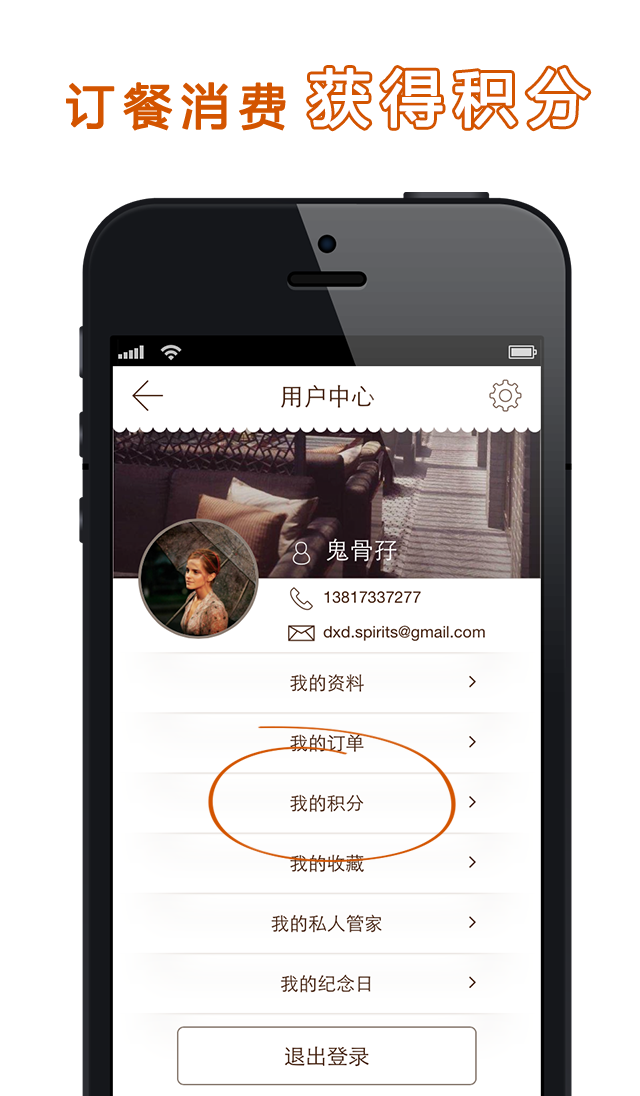 订餐消费 获得积分
用户中心
鬼骨孖
13817337277
dxd.spirits@gmail.com
我的资料
我的订单
我的积分
我的收藏
我的私人管家
我的纪念日
退出登录